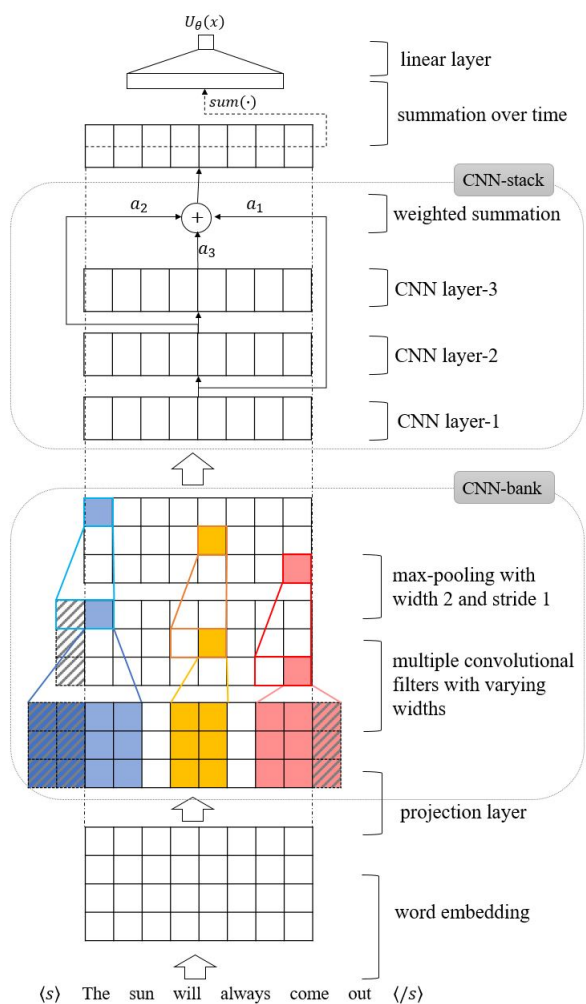 U_θ(x)
linear layer
sum(·)
summation over time
CNN-stack
a_2
a_1
weighted summation
a_3
CNN layer-3
CNN layer-2
CNN layer-1
CNN-bank
max-pooling with
width 2 and stride 1
multiple convolutional
filters with varying
widths
projection layer
word embedding
⟨s⟩ The sun will always come out ⟨/s⟩